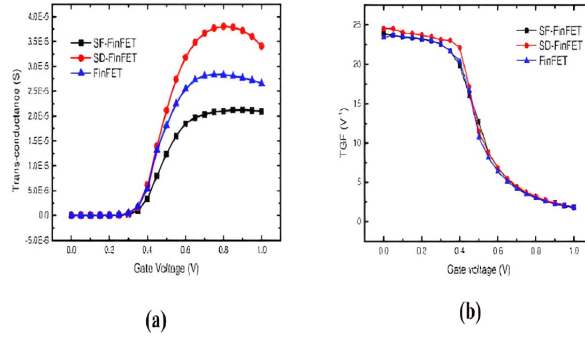 4.0E-5
3.5E-5
3.0E-5
2.5E-5
2.0E-5
1.5E-5
1.0E-5
5.0E-6
0.0
-5.0E-6
Trans-conductance (S)
SF-FinFET
SD-FinFET
FinFET
0.0 0.2 0.4 0.6 0.8 1.0
Gate Voltage (V)
(a)
25
20
15
10
5
0
TGF (V⁻¹)
SF-FinFET
SD-FinFET
FinFET
0.0 0.2 0.4 0.6 0.8 1.0
Gate voltage (V)
(b)